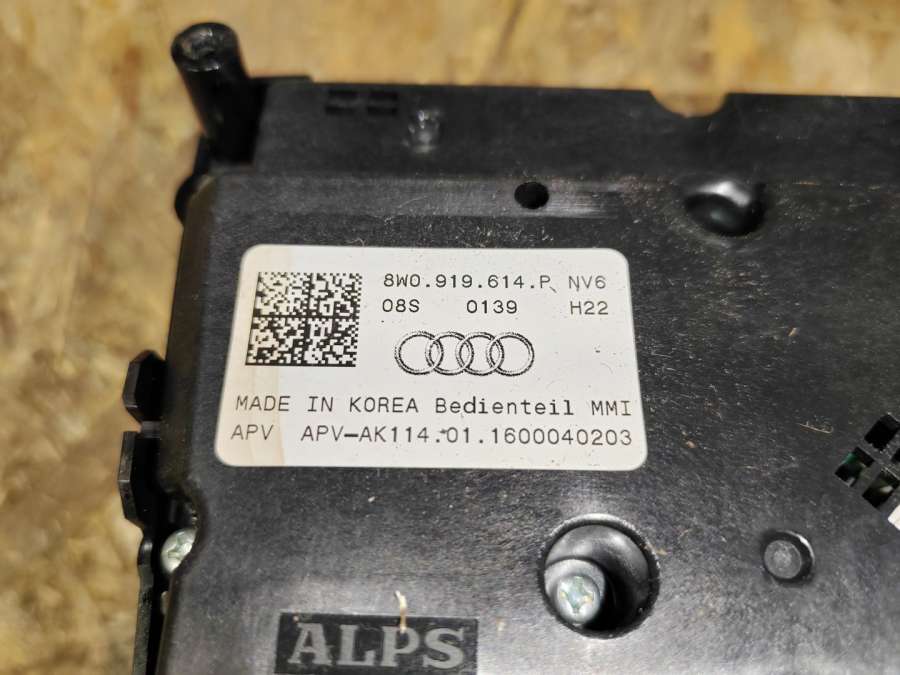 8W0.919.614.P NV6
08S 0139 H22
MADE IN KOREA Bedienteil MMI
APV APV-AK114.01.1600040203
ALPS